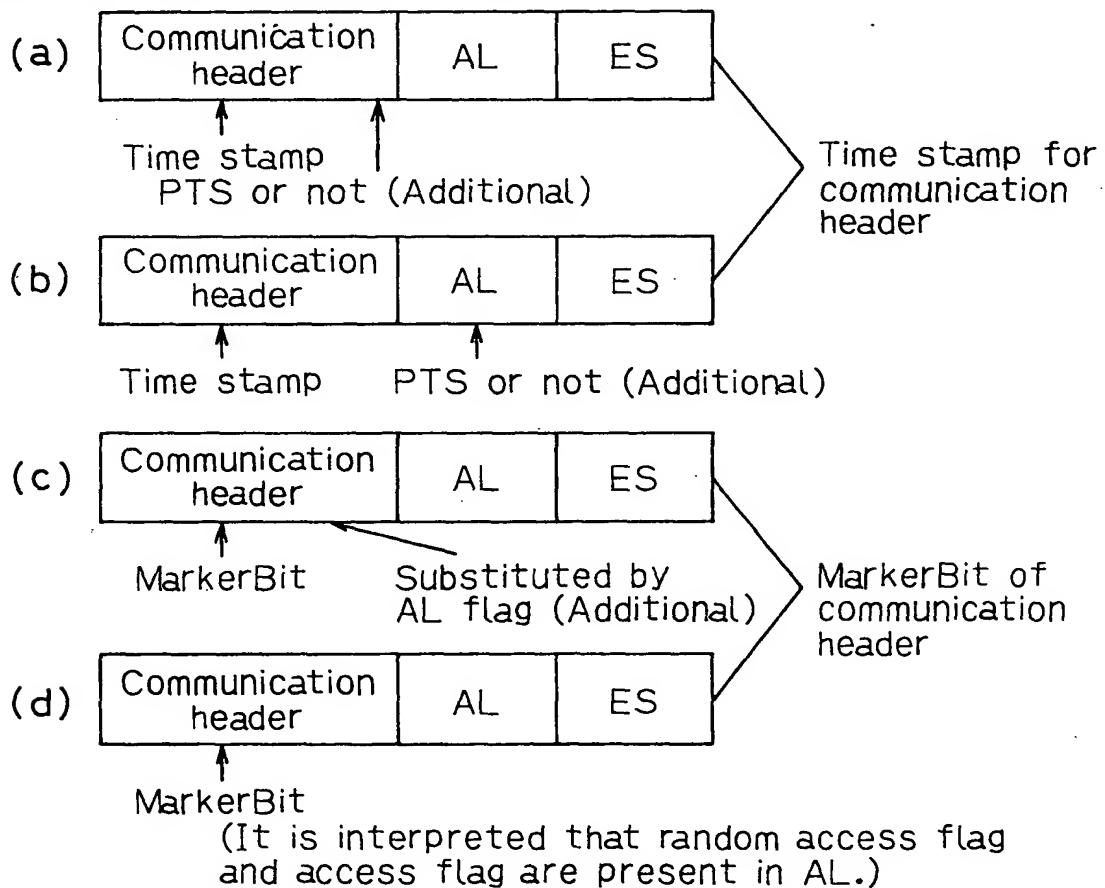 (a) Communication header AL ES
Time stamp
PTS or not (Additional)
Time stamp for
communication
header
(b) Communication header AL ES
Time stamp PTS or not (Additional)
(c) Communication header AL ES
MarkerBit
Substituted by
AL flag (Additional)
MarkerBit of
communication
header
(d) Communication header AL ES
MarkerBit
(It is interpreted that random access flag
and access flag are present in AL.)